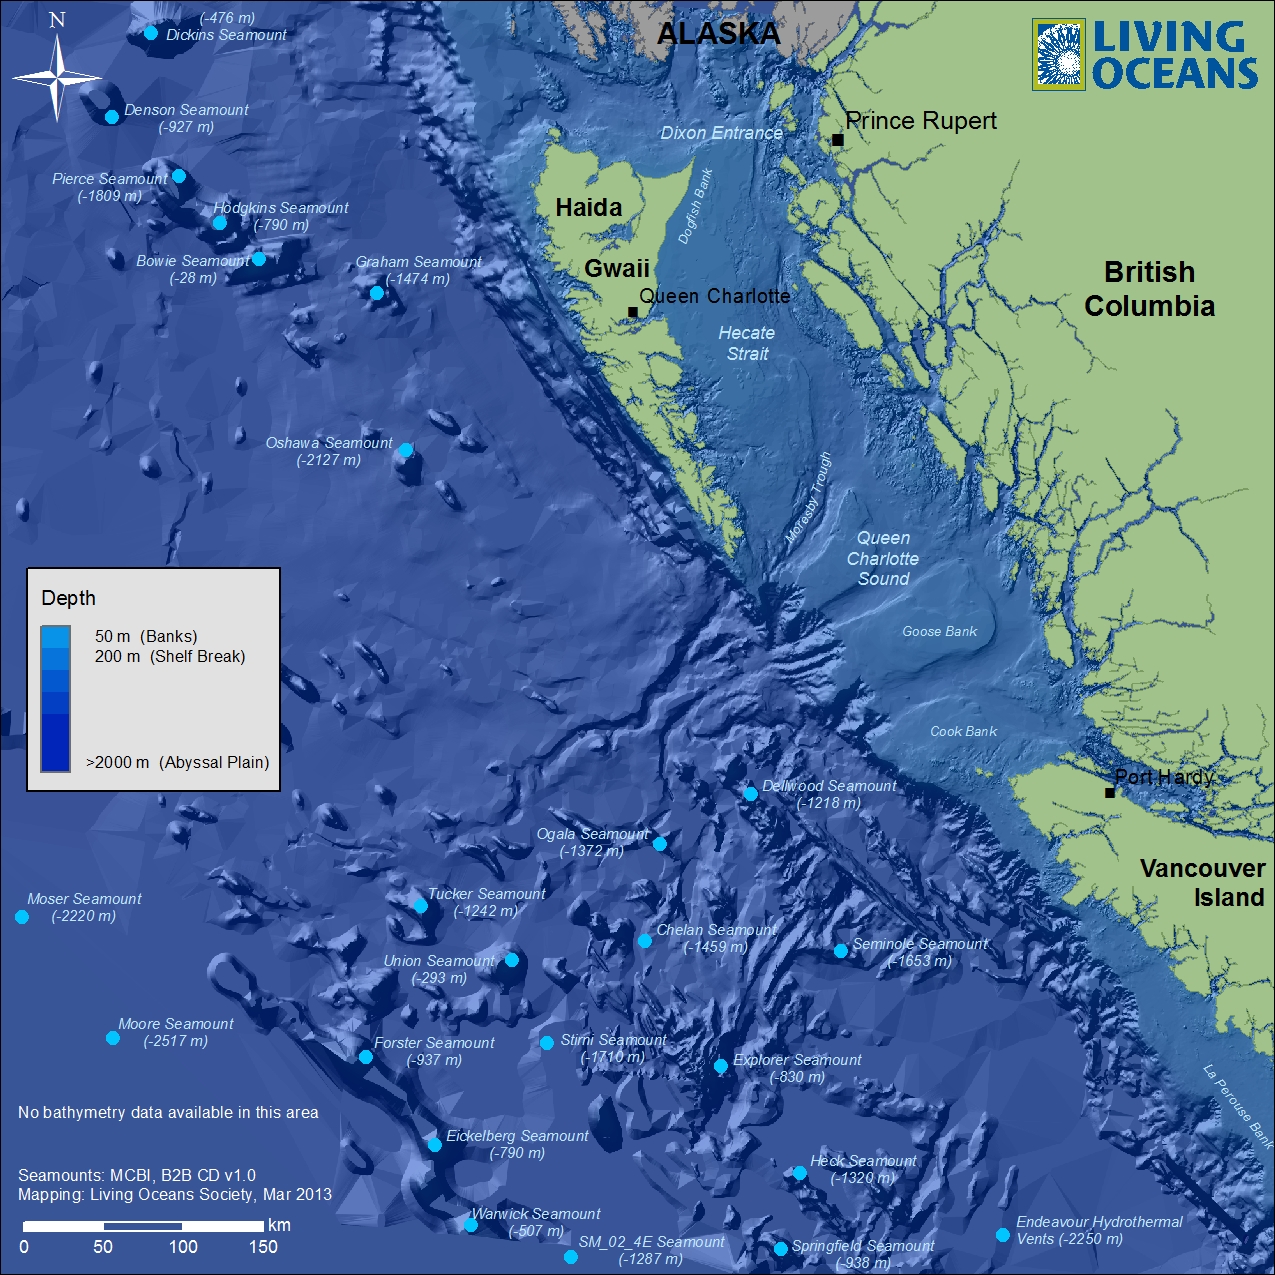 N
(-476 m)
Dickins Seamount
ALASKA
LIVING
OCEANS
Denson Seamount
(-927 m)
Prince Rupert
Dixon Entrance
Pierce Seamount
(-1809 m)
Dogfish Bank
Hodgkins Seamount
(-790 m)
Haida
Gwaii
Bowie Seamount
(-28 m)
Graham Seamount
(-1474 m)
British
Columbia
Queen Charlotte
Hecate
Strait
Oshawa Seamount
(-2127 m)
Moresby Trough
Queen
Charlotte
Sound
Depth
50 m (Banks)
200 m (Shelf Break)
>2000 m (Abyssal Plain)
Goose Bank
Cook Bank
Port Hardy
Dellwood Seamount
(-1218 m)
Ogala Seamount
(-1372 m)
Vancouver
Island
Moser Seamount
(-2220 m)
Tucker Seamount
(-1242 m)
Chelan Seamount
(-1459 m)
Seminole Seamount
(-1653 m)
Union Seamount
(-293 m)
Moore Seamount
(-2517 m)
Forster Seamount
(-937 m)
Stirni Seamount
(-1710 m)
Explorer Seamount
(-830 m)
La Perouse Bank
No bathymetry data available in this area
Eickelberg Seamount
(-790 m)
Heck Seamount
(-1320 m)
Seamounts: MCBI, B2B CD v1.0
Mapping: Living Oceans Society, Mar 2013
km
0 50 100 150
Warwick Seamount
(-507 m)
SM_02_4E Seamount
(-1287 m)
Springfield Seamount
(-938 m)
Endeavour Hydrothermal
Vents (-2250 m)